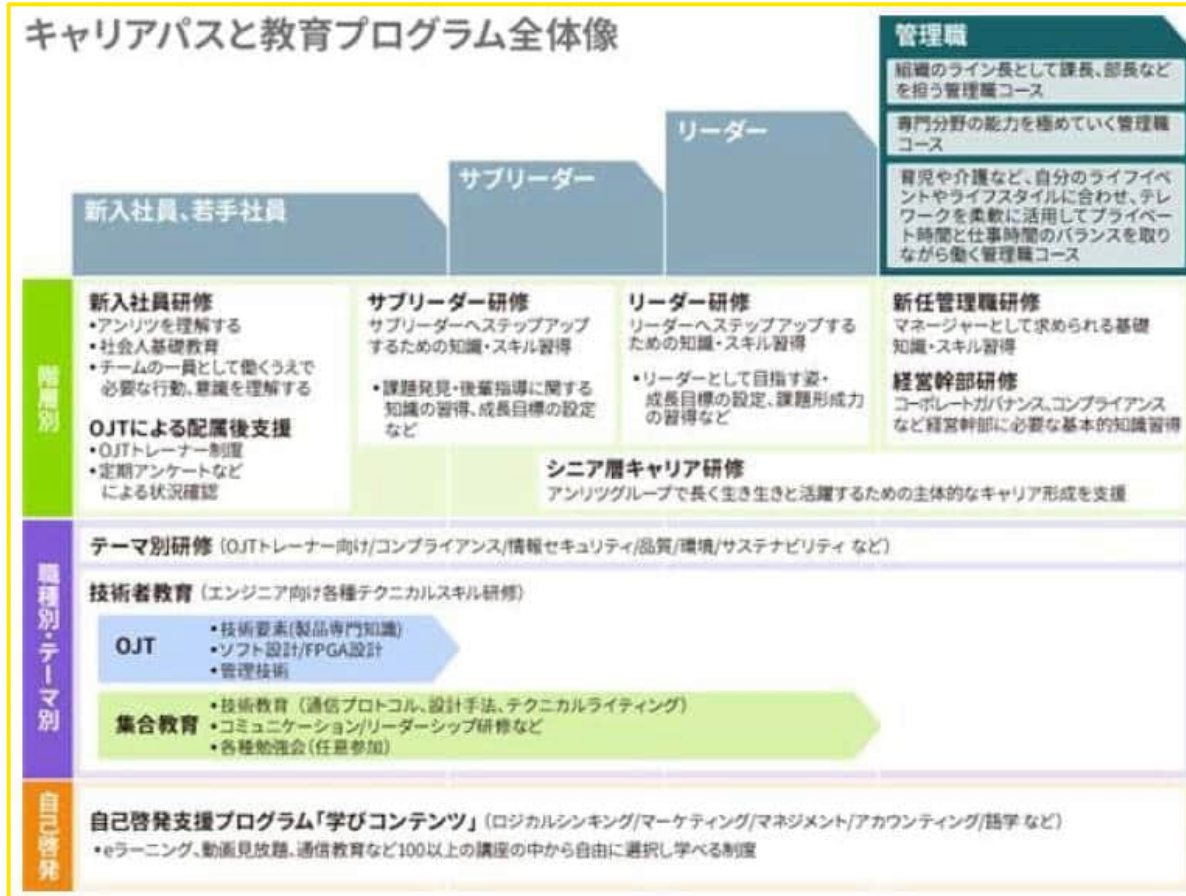 キャリアパスと教育プログラム全体像
管理職
組織のライン長として課長、部長など
を担う管理職コース
専門分野の能力を極めていく管理職
コース
育児や介護など、自分のライフイベ
ントやライフスタイルに合わせ、テレ
ワークを柔軟に活用してプライベー
ト時間と仕事時間のバランスを取り
ながら働く管理職コース
リーダー
サブリーダー
新入社員、若手社員
階層別
新入社員研修
•アンリツを理解する
•社会人基礎教育
•チームの一員として働くうえで
必要な行動、意識を理解する
OJTによる配属後支援
•OJTトレーナー制度
•定期アンケートなど
による状況確認
サブリーダー研修
サブリーダーへステップアップ
するための知識・スキル習得
•課題発見・後輩指導に関する
知識の習得、成長目標の設定
など
リーダー研修
リーダーへステップアップする
ための知識・スキル習得
•リーダーとして目指す姿・
成長目標の設定、課題形成力
の習得など
新任管理職研修
マネージャーとして求められる基礎
知識・スキル習得
経営幹部研修
コーポレートガバナンス、コンプライアンス
など経営幹部に必要な基本的知識習得
シニア層キャリア研修
アンリツグループで長く生き生きと活躍するための主体的なキャリア形成を支援
職種別・テーマ別
テーマ別研修（OJTトレーナー向け/コンプライアンス/情報セキュリティ/品質/環境/サステナビリティ など）
技術者教育（エンジニア向け各種テクニカルスキル研修）
OJT
•技術要素(製品専門知識)
•ソフト設計/FPGA設計
•管理技術
集合教育
•技術教育（通信プロトコル、設計手法、テクニカルライティング）
•コミュニケーション/リーダーシップ研修など
•各種勉強会(任意参加)
自己啓発
自己啓発支援プログラム「学びコンテンツ」（ロジカルシンキング/マーケティング/マネジメント/アカウンティング/語学 など）
•eラーニング、動画見放題、通信教育など100以上の講座の中から自由に選択し学べる制度